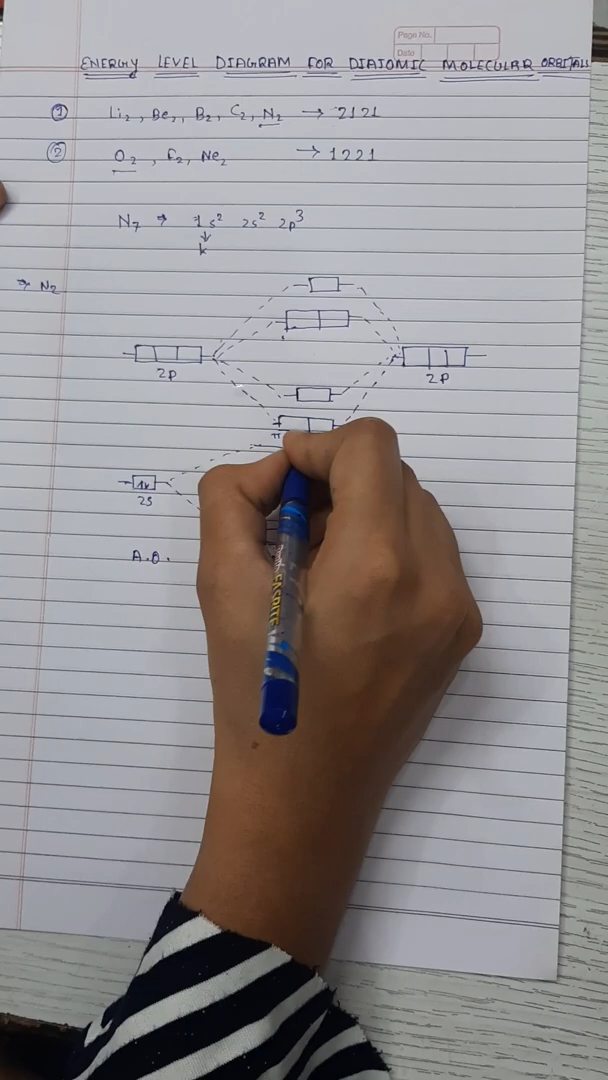 Page No.
Date
ENERGY LEVEL DIAGRAM FOR DIATOMIC MOLECULAR ORBITALS
① Li₂, Be₂, B₂, C₂, N₂ → 2121
② O₂, F₂, Ne₂ → 1221
N₇ → 1s² 2s² 2p³
↓
k
→ N₂
2p 2p
π
1↓
2s
A.O.